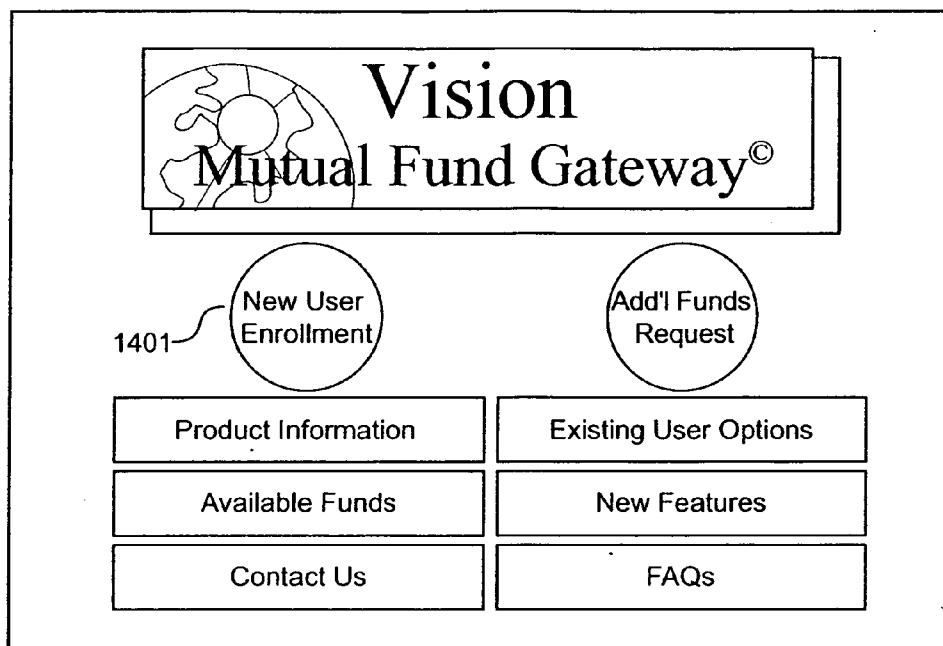 Vision
Mutual Fund Gateway©
New User
Enrollment
1401
Add'l Funds
Request
Product Information
Existing User Options
Available Funds
New Features
Contact Us
FAQs